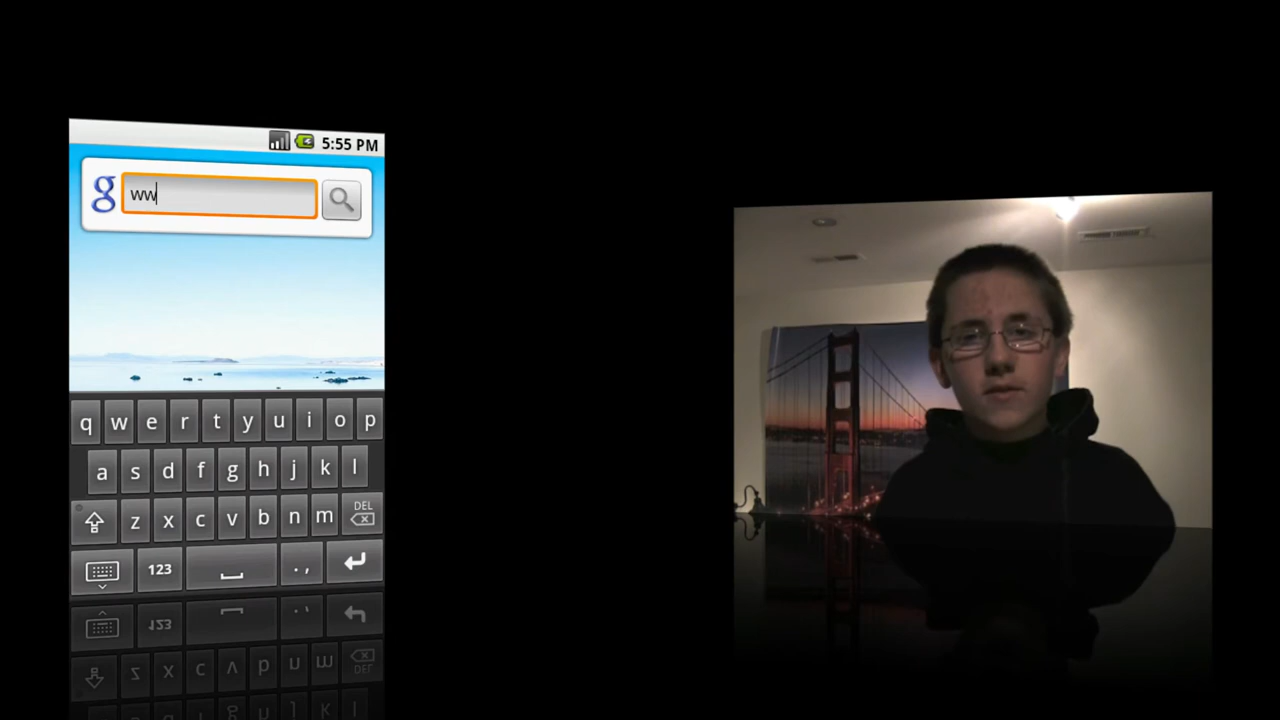 5:55 PM
g ww
q w e r t y u i o p
a s d f g h j k l
z x c v b n m DEL
123 . ,